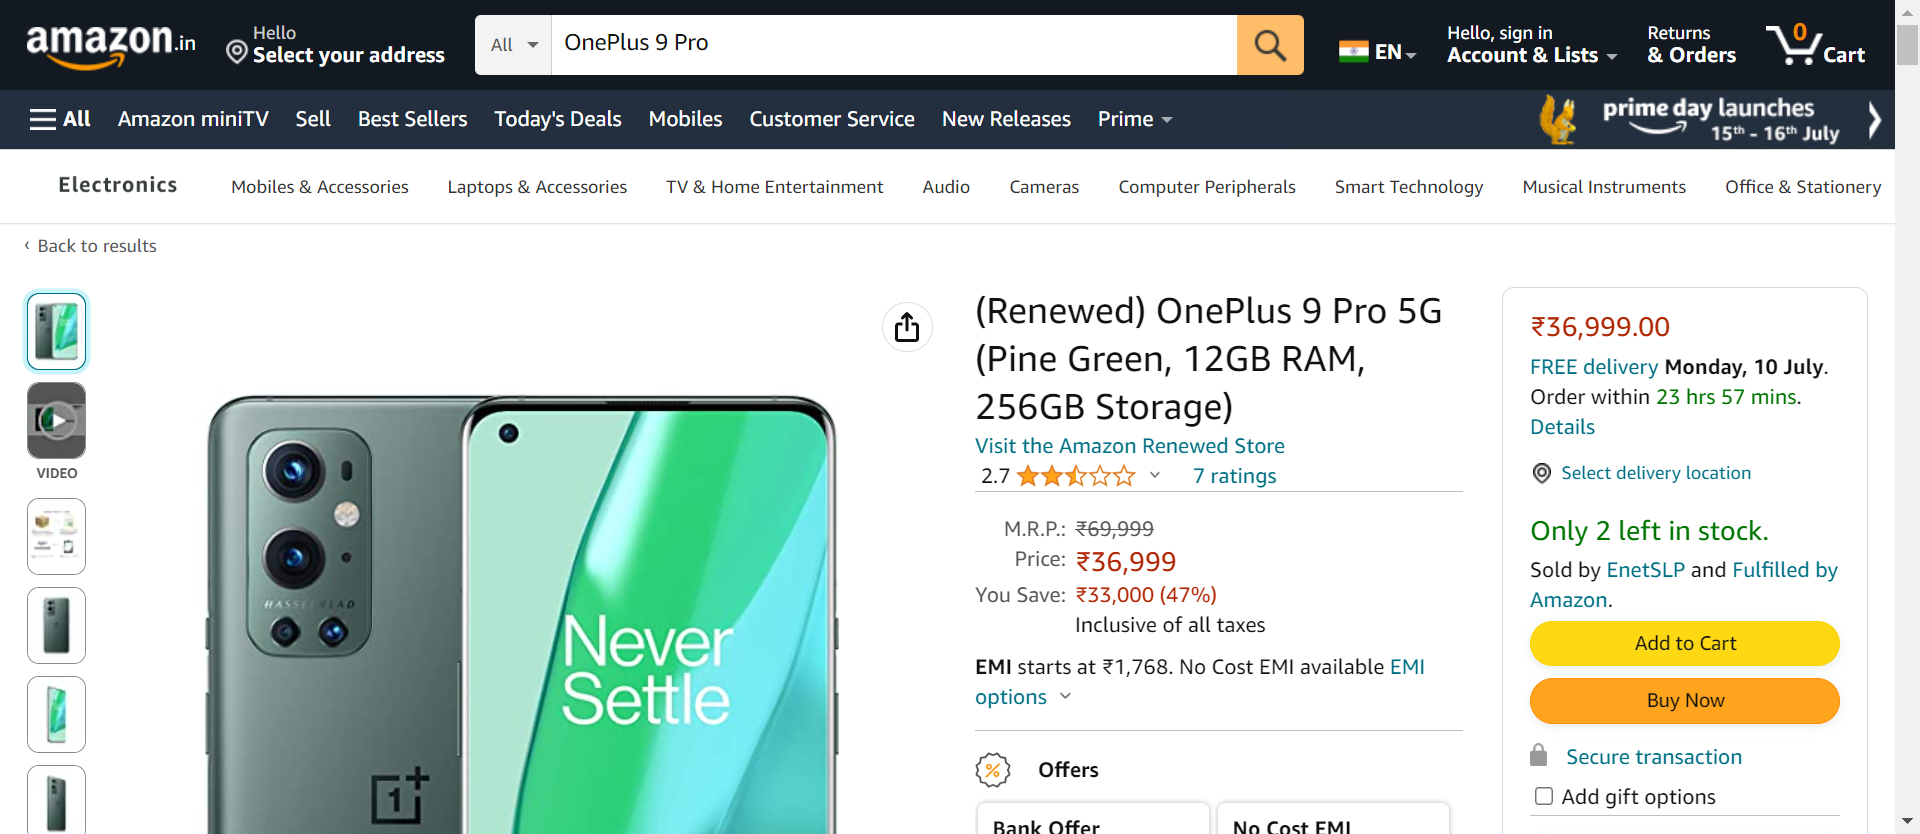 amazon.in
Hello
Select your address
All
OnePlus 9 Pro
EN
Hello, sign in
Account & Lists
Returns
& Orders
0
Cart
All
Amazon miniTV
Sell
Best Sellers
Today's Deals
Mobiles
Customer Service
New Releases
Prime
prime day launches
15th - 16th July
Electronics
Mobiles & Accessories
Laptops & Accessories
TV & Home Entertainment
Audio
Cameras
Computer Peripherals
Smart Technology
Musical Instruments
Office & Stationery
‹ Back to results
VIDEO
HASSELBLAD
Never
Settle
1+
(Renewed) OnePlus 9 Pro 5G
(Pine Green, 12GB RAM,
256GB Storage)
Visit the Amazon Renewed Store
2.7
7 ratings
M.R.P.: ₹69,999
Price: ₹36,999
You Save: ₹33,000 (47%)
Inclusive of all taxes
EMI starts at ₹1,768. No Cost EMI available EMI
options
% Offers
Bank Offer
No Cost EMI
₹36,999.00
FREE delivery Monday, 10 July.
Order within 23 hrs 57 mins.
Details
Select delivery location
Only 2 left in stock.
Sold by EnetSLP and Fulfilled by
Amazon.
Add to Cart
Buy Now
Secure transaction
Add gift options